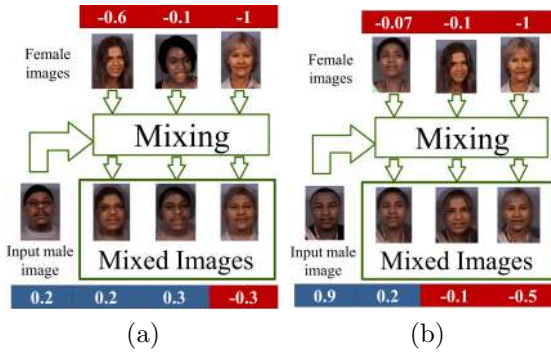 -0.6 -0.1 -1
Female images
Mixing
Input male image
Mixed Images
0.2 0.2 0.3 -0.3
(a)
-0.07 -0.1 -1
Female images
Mixing
Input male image
Mixed Images
0.9 0.2 -0.1 -0.5
(b)